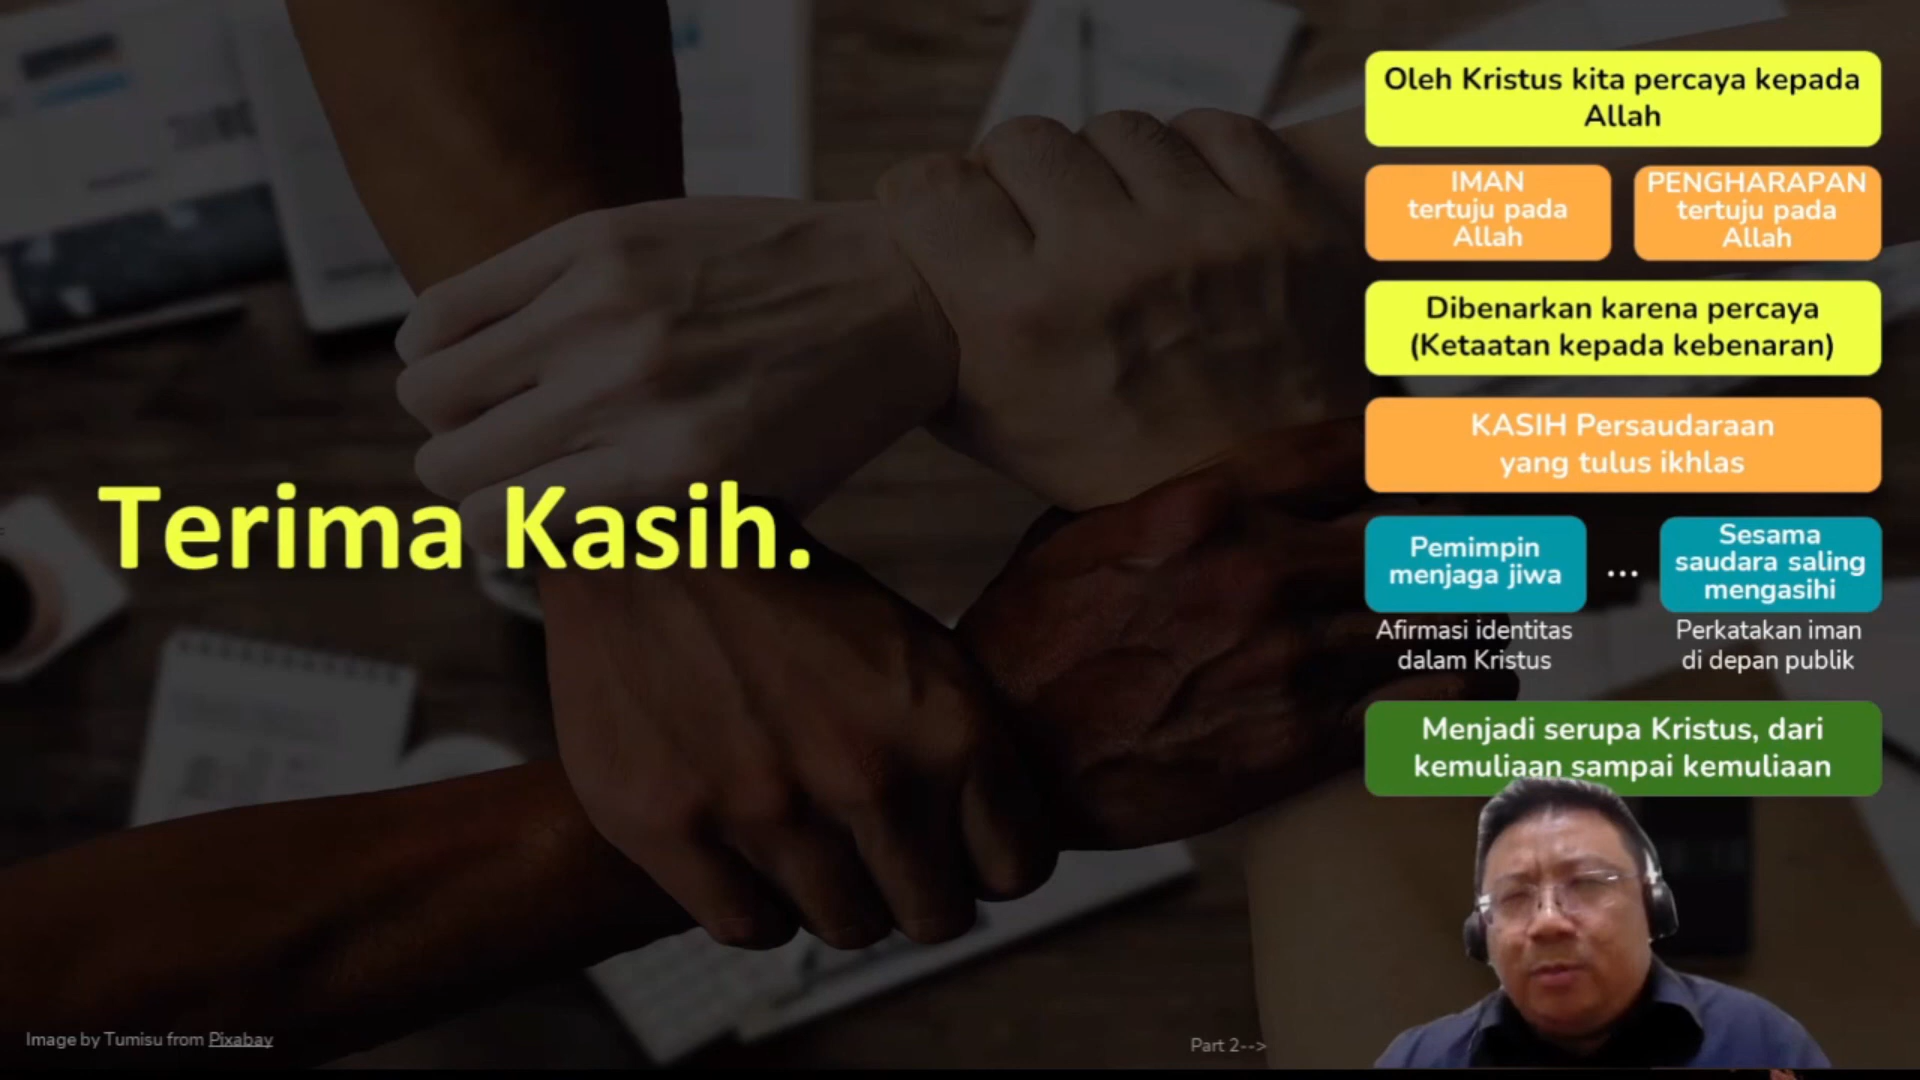 Oleh Kristus kita percaya kepada
Allah
IMAN
tertuju pada
Allah
PENGHARAPAN
tertuju pada
Allah
Dibenarkan karena percaya
(Ketaatan kepada kebenaran)
KASIH Persaudaraan
yang tulus ikhlas
Terima Kasih.
Pemimpin
menjaga jiwa
...
Sesama
saudara saling
mengasihi
Afirmasi identitas
dalam Kristus
Perkatakan iman
di depan publik
Menjadi serupa Kristus, dari
kemuliaan sampai kemuliaan
Image by Tumisu from Pixabay
Part 2-->